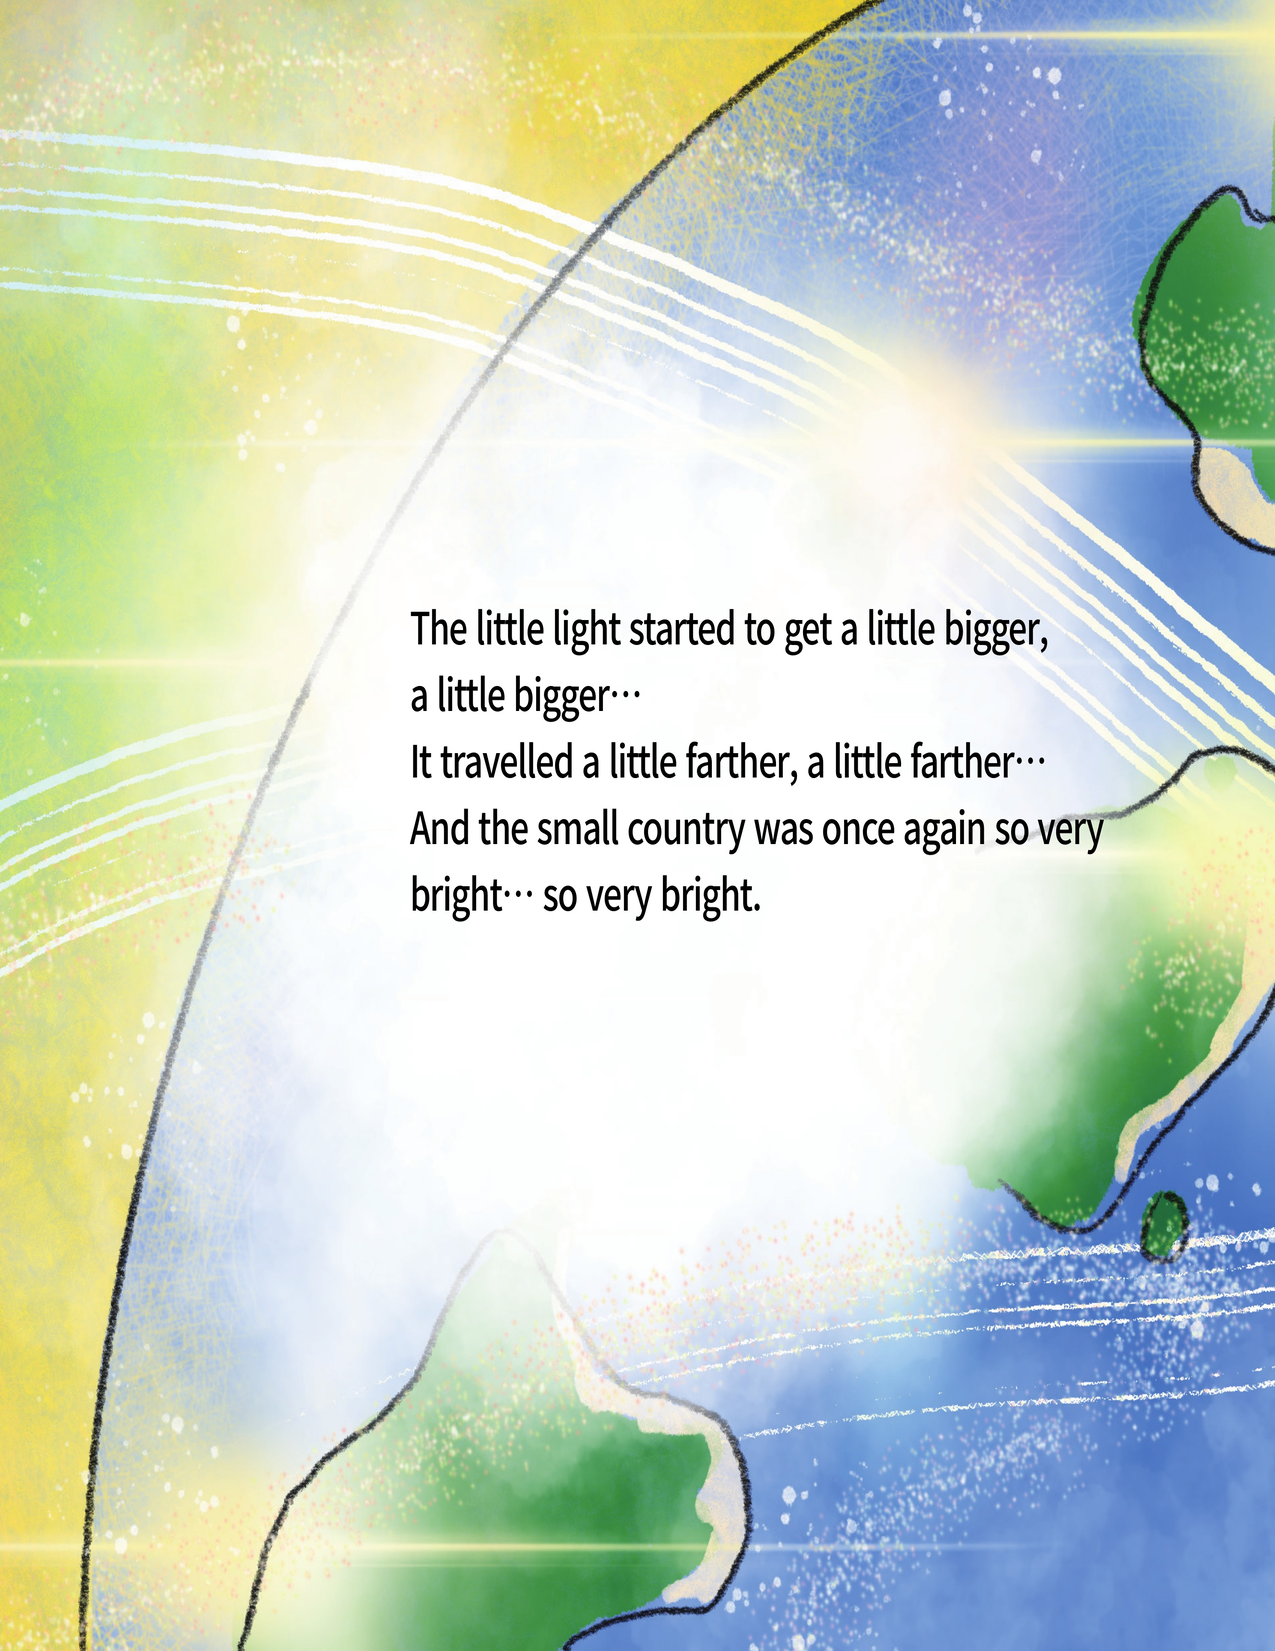 The little light started to get a little bigger,
a little bigger⋯
It travelled a little farther, a little farther⋯
And the small country was once again so very
bright⋯ so very bright.